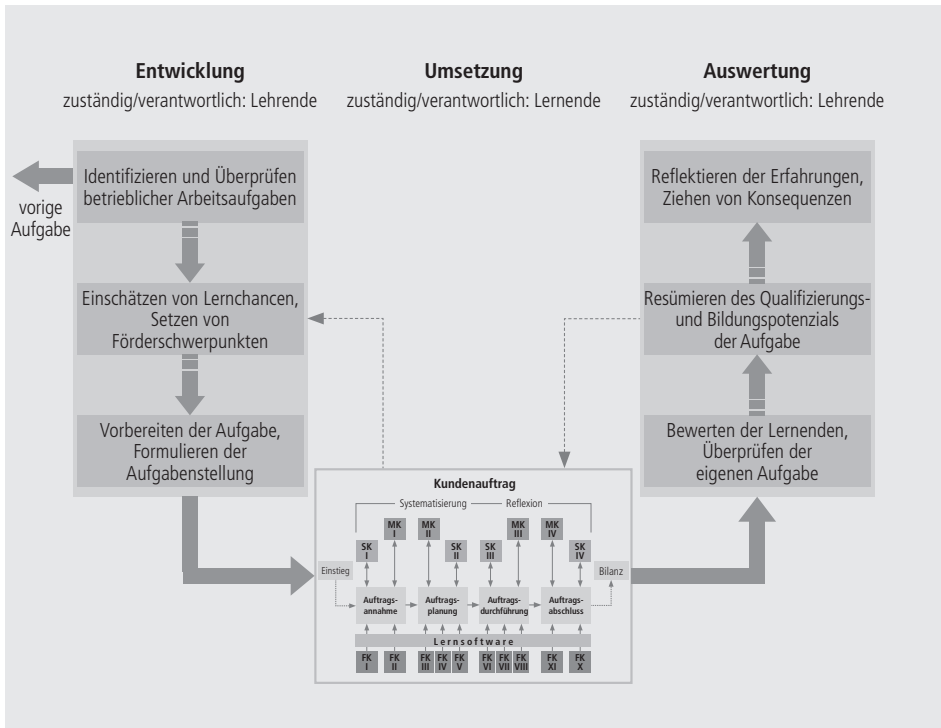 Entwicklung
zuständig/verantwortlich: Lehrende
Umsetzung
zuständig/verantwortlich: Lernende
Auswertung
zuständig/verantwortlich: Lehrende
vorige
Aufgabe
Identifizieren und Überprüfen
betrieblicher Arbeitsaufgaben
Einschätzen von Lernchancen,
Setzen von
Förderschwerpunkten
Vorbereiten der Aufgabe,
Formulieren der
Aufgabenstellung
Kundenauftrag
Systematisierung
Reflexion
MK
I
MK
II
MK
III
MK
IV
SK
I
SK
II
SK
III
SK
IV
Einstieg
Bilanz
Auftrags-
annahme
Auftrags-
planung
Auftrags-
durchführung
Auftrags-
abschluss
Lernsoftware
FK
I
FK
II
FK
III
FK
IV
FK
V
FK
VI
FK
VII
FK
VIII
FK
XI
FK
X
Reflektieren der Erfahrungen,
Ziehen von Konsequenzen
Resümieren des Qualifizierungs-
und Bildungspotenzials
der Aufgabe
Bewerten der Lernenden,
Überprüfen der
eigenen Aufgabe